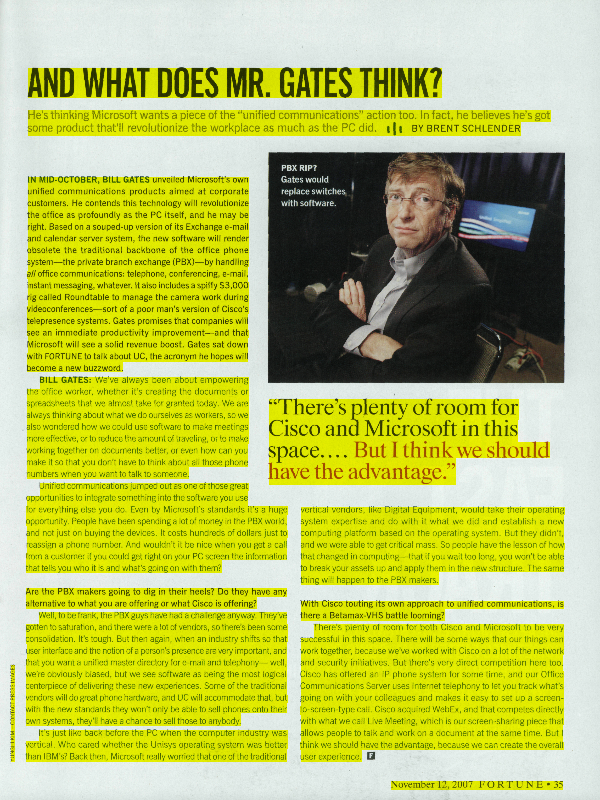 AND WHAT DOES MR. GATES THINK?
He's thinking Microsoft wants a piece of the "unified communications" action too. In fact, he believes he's got
some product that'll revolutionize the workplace as much as the PC did. BY BRENT SCHLENDER
PBX RIP?
Gates would
replace switches
with software.
IN MID-OCTOBER, BILL GATES unveiled Microsoft's own
unified communications products aimed at corporate
customers. He contends this technology will revolutionize
the office as profoundly as the PC itself, and he may be
right. Based on a souped-up version of its Exchange e-mail
and calendar server system, the new software will render
obsolete the traditional backbone of the office phone
system—the private branch exchange (PBX)—by handling
all office communications: telephone, conferencing, e-mail,
instant messaging, whatever. It also includes a spiffy $3,000
rig called Roundtable to manage the camera work during
videoconferences—sort of a poor man's version of Cisco's
telepresence systems. Gates promises that companies will
see an immediate productivity improvement—and that
Microsoft will see a solid revenue boost. Gates sat down
with FORTUNE to talk about UC, the acronym he hopes will
become a new buzzword.
BILL GATES: We've always been about empowering
the office worker, whether it's creating the documents or
spreadsheets that we almost take for granted today. We are
always thinking about what we do ourselves as workers, so we
also wondered how we could use software to make meetings
more effective, or to reduce the amount of traveling, or to make
working together on documents better, or even how can you
make it so that you don't have to think about all those phone
numbers when you want to talk to someone.
Unified communications jumped out as one of those great
opportunities to integrate something into the software you use
for everything else you do. Even by Microsoft's standards it's a huge
opportunity. People have been spending a lot of money in the PBX world,
and not just on buying the devices. It costs hundreds of dollars just to
reassign a phone number. And wouldn't it be nice when you get a call
from a customer if you could get right on your PC screen the information
that tells you who it is and what's going on with them?
Are the PBX makers going to dig in their heels? Do they have any
alternative to what you are offering or what Cisco is offering?
Well, to be frank, the PBX guys have had a challenge anyway. They've
gotten to saturation, and there were a lot of vendors, so there's been some
consolidation. It's tough. But then again, when an industry shifts so that
user interface and the notion of a person's presence are very important, and
that you want a unified master directory for e-mail and telephony— well,
we're obviously biased, but we see software as being the most logical
centerpiece of delivering these new experiences. Some of the traditional
vendors will do great hardware, and UC will accommodate that, but
with the new standards they won't only be able to sell phones onto their
own systems, they'll have a chance to sell those to anybody.
It's just like back before the PC when the computer industry was
vertical. Who cared whether the Unisys operating system was better
than IBM's? Back then, Microsoft really worried that one of the traditional
"There's plenty of room for
Cisco and Microsoft in this
space.... But I think we should
have the advantage."
vertical vendors, like Digital Equipment, would take their operating
system expertise and do with it what we did and establish a new
computing platform based on the operating system. But they didn't,
and we were able to get critical mass. So people have the lesson of how
that changed in computing—that if you wait too long, you won't be able
to break your assets up and apply them in the new structure. The same
thing will happen to the PBX makers.
With Cisco touting its own approach to unified communications, is
there a Betamax-VHS battle looming?
There's plenty of room for both Cisco and Microsoft to be very
successful in this space. There will be some ways that our things can
work together, because we've worked with Cisco on a lot of the network
and security initiatives. But there's very direct competition here too.
Cisco has offered an IP phone system for some time, and our Office
Communications Server uses Internet telephony to let you track what's
going on with your colleagues and makes it easy to set up a screen-
to-screen-type call. Cisco acquired WebEx, and that competes directly
with what we call Live Meeting, which is our screen-sharing piece that
allows people to talk and work on a document at the same time. But I
think we should have the advantage, because we can create the overall
user experience. F
November 12, 2007 FORTUNE • 35